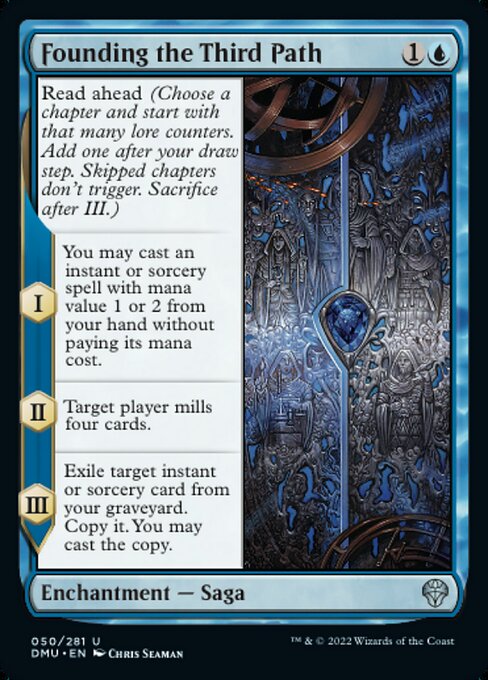 Founding the Third Path 1
Read ahead (Choose a
chapter and start with
that many lore counters.
Add one after your draw
step. Skipped chapters
don't trigger. Sacrifice
after III.)
I
You may cast an
instant or sorcery
spell with mana
value 1 or 2 from
your hand without
paying its mana
cost.
II
Target player mills
four cards.
III
Exile target instant
or sorcery card from
your graveyard.
Copy it. You may
cast the copy.
Enchantment — Saga
050/281 U
DMU • EN Chris Seaman
™ & © 2022 Wizards of the Coast